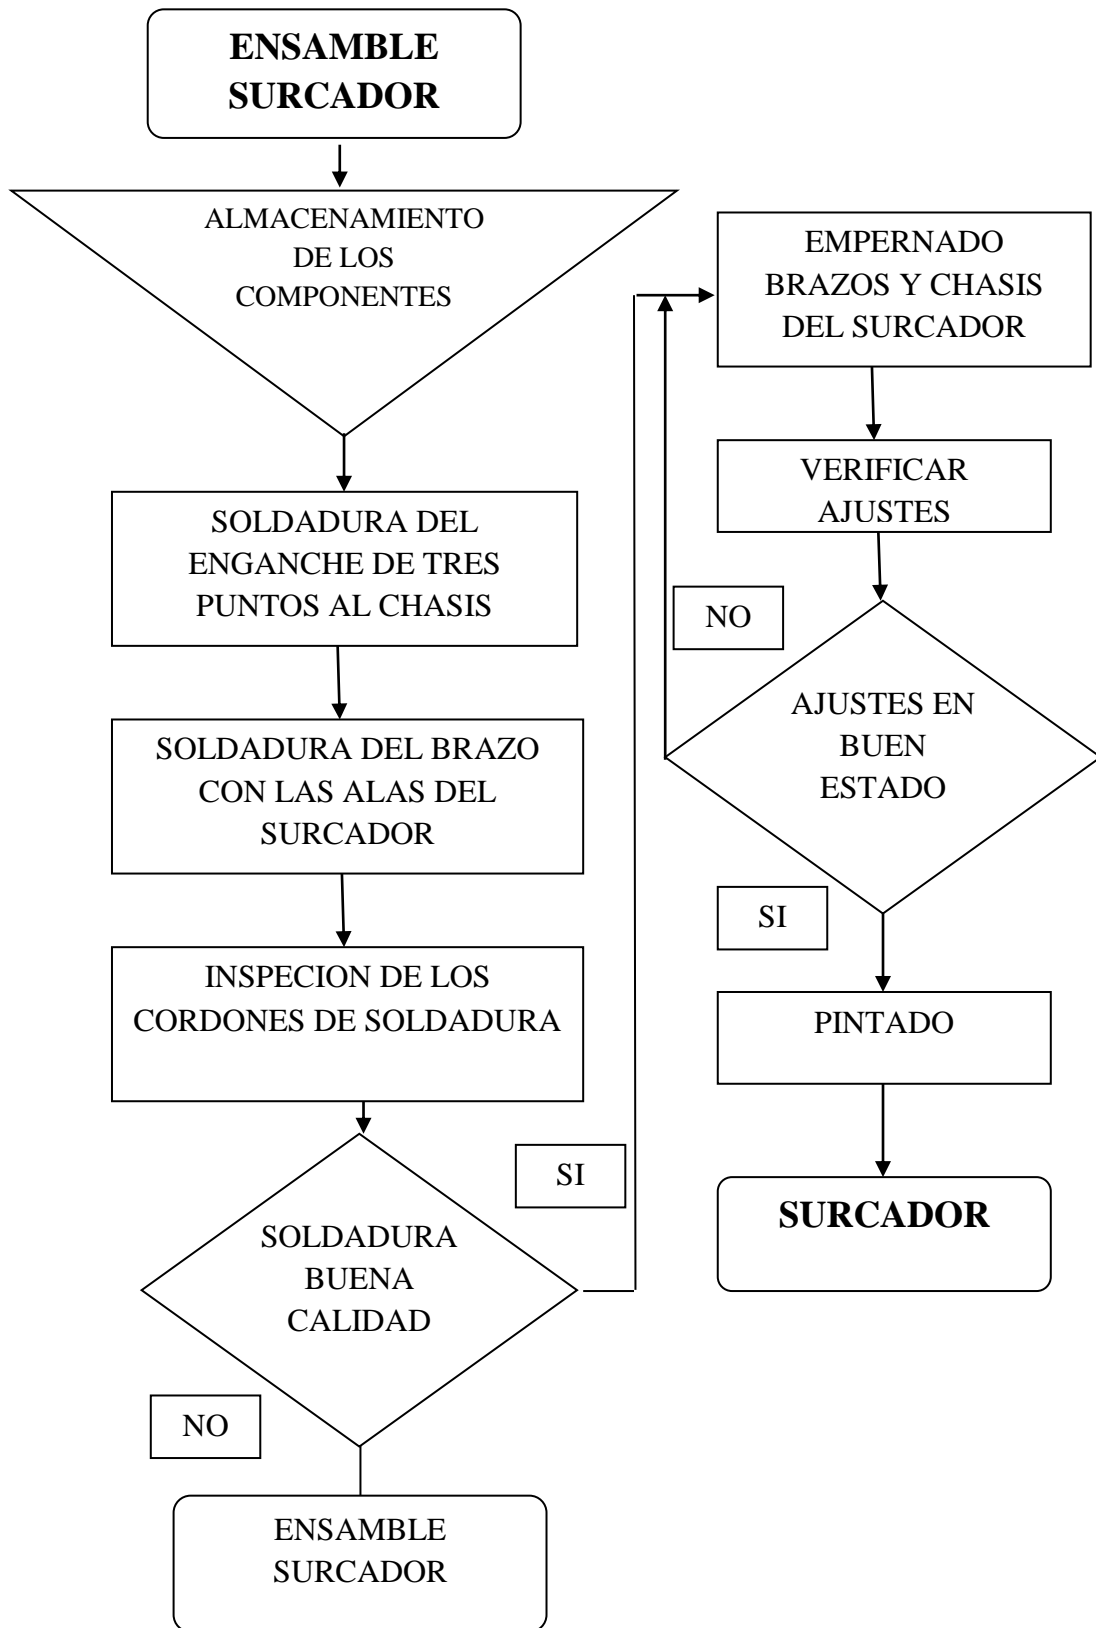 ENSAMBLE
SURCADOR
ALMACENAMIENTO
DE LOS
COMPONENTES
SOLDADURA DEL
ENGANCHE DE TRES
PUNTOS AL CHASIS
SOLDADURA DEL BRAZO
CON LAS ALAS DEL
SURCADOR
INSPECION DE LOS
CORDONES DE SOLDADURA
SI
SOLDADURA
BUENA
CALIDAD
NO
ENSAMBLE
SURCADOR
EMPERNADO
BRAZOS Y CHASIS
DEL SURCADOR
VERIFICAR
AJUSTES
NO
AJUSTES EN
BUEN
ESTADO
SI
PINTADO
SURCADOR